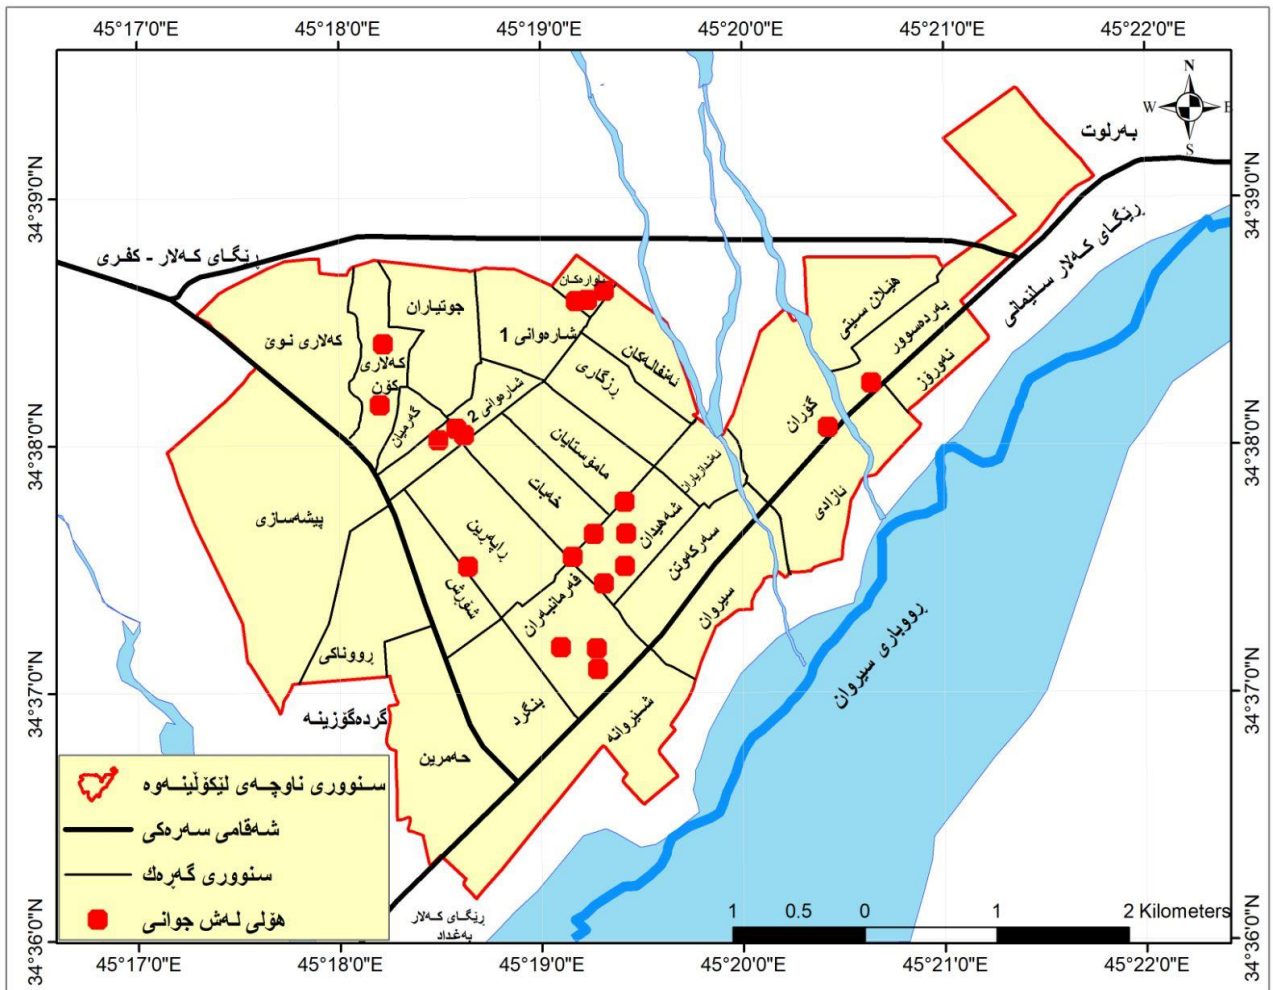 45°17'0"E
45°18'0"E
45°19'0"E
45°20'0"E
45°21'0"E
45°22'0"E
N
W
E
S
34°39'0"N
34°39'0"N
34°38'0"N
34°38'0"N
34°37'0"N
34°37'0"N
34°36'0"N
34°36'0"N
بەرلوت
ڕێگای کەلار سلێمانی
ڕێگای کەلار - کفری
ئاوارەکان
جوتیاران
شارەوانی 1
کەلاری نوێ
کەلاری
کۆن
هێلان سیتی
بەردەسوور
نەورۆز
ئەنفالەکان
ڕزگاری
شارەوانی 2
گەرمیان
گۆران
مامۆستایان
ئەندازیاران
خەبات
ئازادی
شەهیدان
پیشەسازی
ڕاپەڕین
سەرکەوتن
شۆڕش
فەرمانبەران
سیروان
ڕووباری سیروان
ڕووناکی
گردەگۆزینە
بنگرد
شێروانە
حەمرین
سنووری ناوچەی لێکۆڵینەوە
شەقامی سەرەکی
سنووری گەڕەك
هۆلی لەش جوانی
ڕێگای کەلار
بەغداد
1 0.5 0 1 2 Kilometers
45°17'0"E
45°18'0"E
45°19'0"E
45°20'0"E
45°21'0"E
45°22'0"E